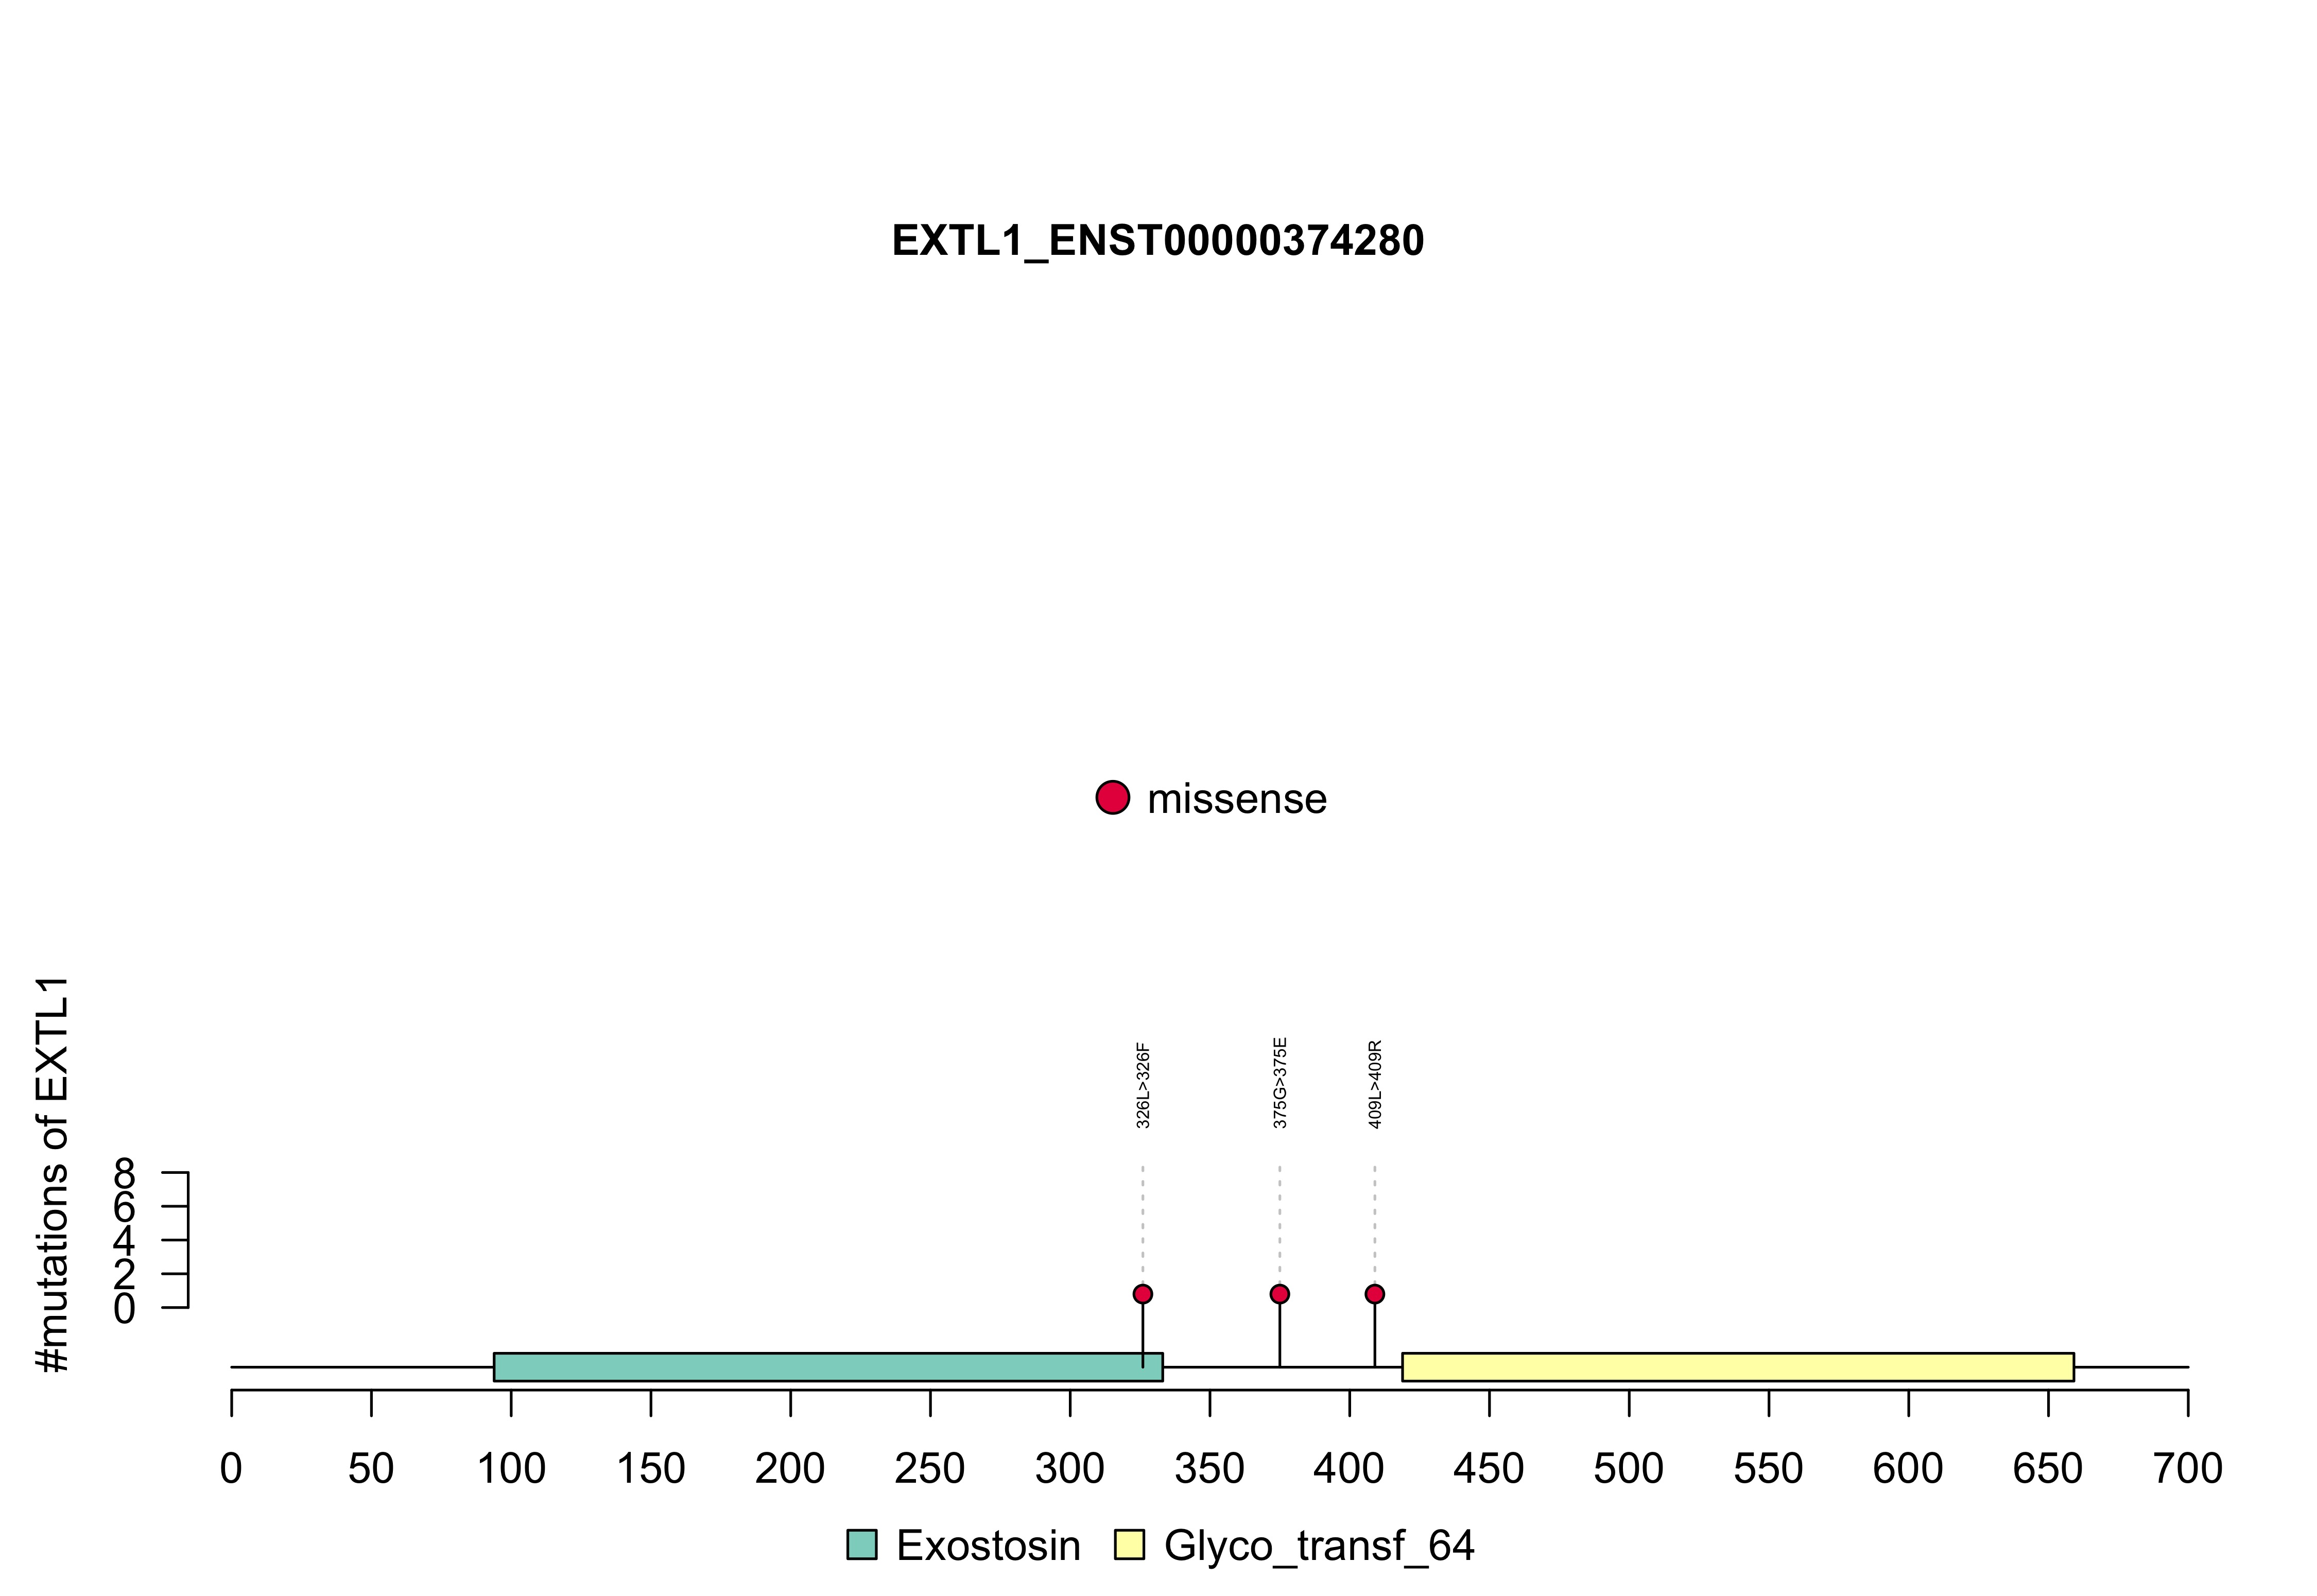 EXTL1_ENST00000374280
missense
#mutations of EXTL1
326L>326F
375G>375E
409L>409R
8
6
4
2
0
0 50 100 150 200 250 300 350 400 450 500 550 600 650 700
Exostosin Glyco_transf_64